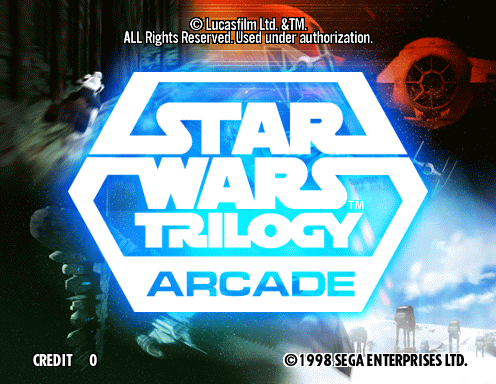 © Lucasfilm Ltd. &TM.
ALL Rights Reserved. Used under authorization.
STAR
WARS
TM
TRILOGY
ARCADE
CREDIT 0
©1998 SEGA ENTERPRISES LTD.